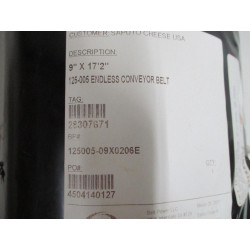 CUSTOMER SAPUTO CHEESE USA
DESCRIPTION:
9" X 17'2"
125-005 ENDLESS CONVEYOR BELT
TAG:
28307671
125005-09X0206E
PO#:
4504140127